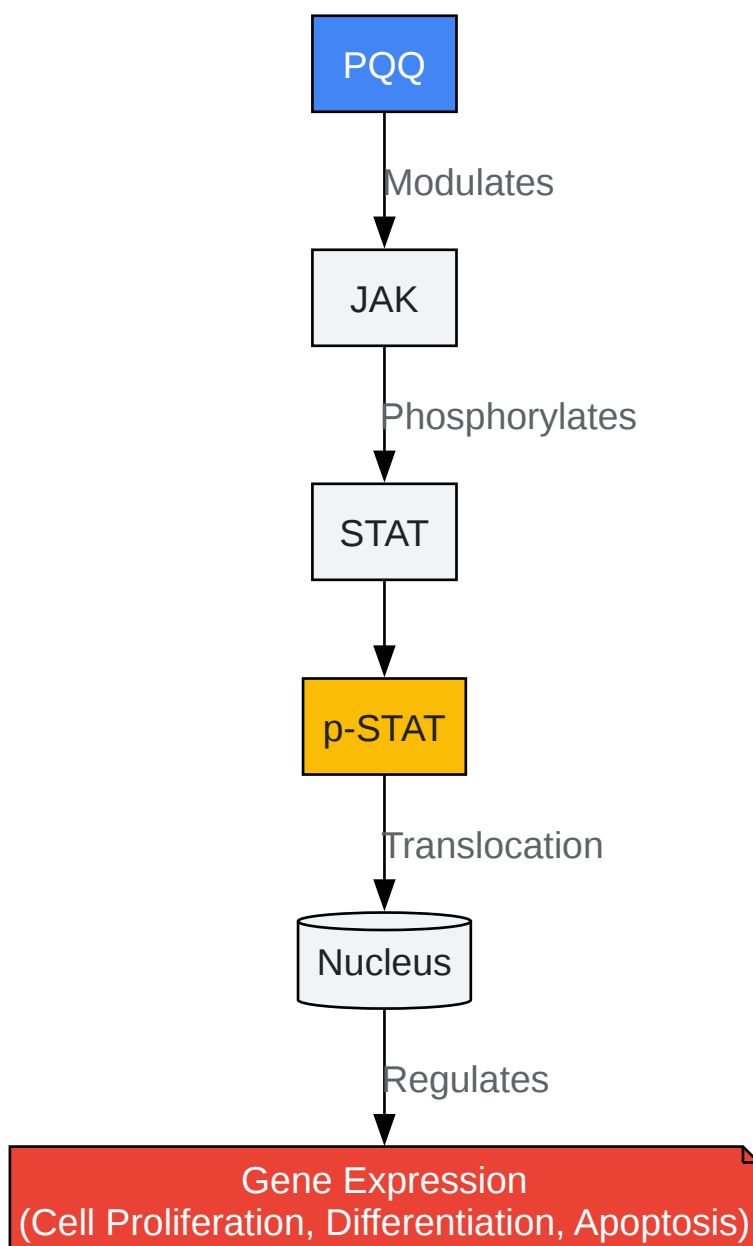 PQQ
Modulates
JAK
Phosphorylates
STAT
p-STAT
Translocation
Nucleus
Regulates
Gene Expression
(Cell Proliferation, Differentiation, Apoptosis)